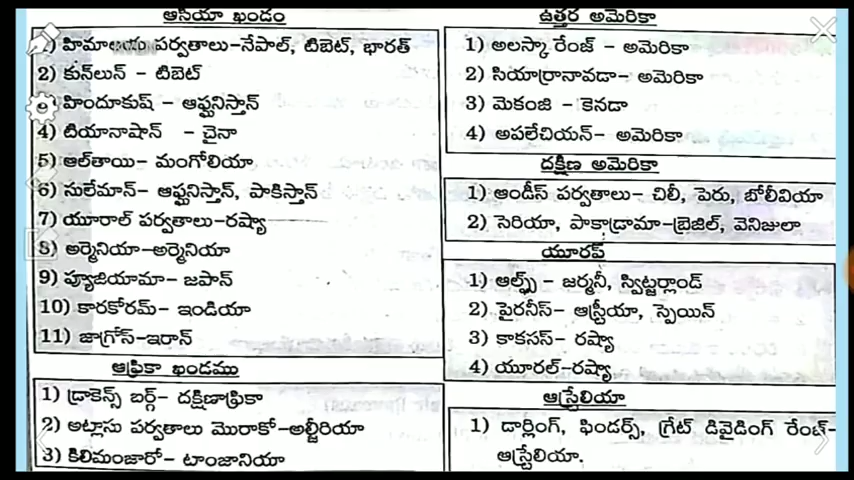 ఆసియా ఖండం
1) హిమాలయ పర్వతాలు-నేపాల్, టిబెట్, భారత్
2) కున్‌లున్ - టిబెట్
3) హిందూకుష్ - ఆఫ్ఘనిస్తాన్
4) టియానాషాన్ - చైనా
5) ఆల్‌తాయి- మంగోలియా
6) సులేమాన్- ఆఫ్ఘనిస్తాన్, పాకిస్తాన్
7) యూరాల్ పర్వతాలు-రష్యా
8) అర్మెనియా-అర్మెనియా
9) ఫ్యూజియామా- జపాన్
10) కారకోరమ్- ఇండియా
11) జాగ్రోస్-ఇరాన్
ఆఫ్రికా ఖండము
1) డ్రాకెన్స్ బర్గ్- దక్షిణాఫ్రికా
2) అట్లాసు పర్వతాలు మొరాకో-అల్జీరియా
3) కిలిమంజారో- టాంజానియా
ఉత్తర అమెరికా
1) అలస్కారేంజ్ - అమెరికా
2) సియార్రానావడా- అమెరికా
3) మెకంజి - కెనడా
4) అపలేచియన్- అమెరికా
దక్షిణ అమెరికా
1) ఆండీస్ పర్వతాలు- చిలీ, పెరు, బోలీవియా
2) సెరియా, పాకాడ్రామా-బ్రెజిల్, వెనిజులా
యూరప్
1) ఆల్ఫ్స్ - జర్మనీ, స్విట్జర్లాండ్
2) పైరనీస్- ఆస్ట్రియా, స్పెయిన్
3) కాకసస్- రష్యా
4) యూరల్-రష్యా
ఆస్ట్రేలియా
1) డార్లింగ్, ఫిండర్స్, గ్రేట్ డివైడింగ్ రేంట్-
ఆస్ట్రేలియా.